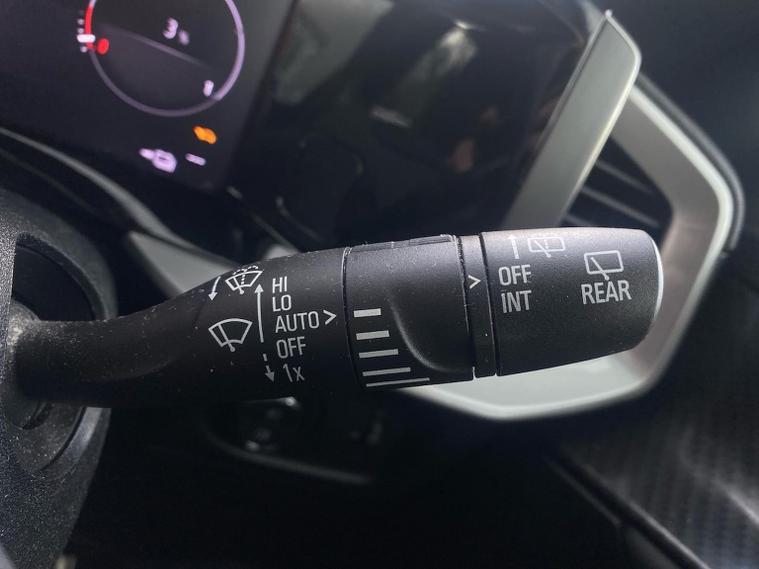 HI
LO
AUTO >
OFF
1x
>
OFF
INT
REAR